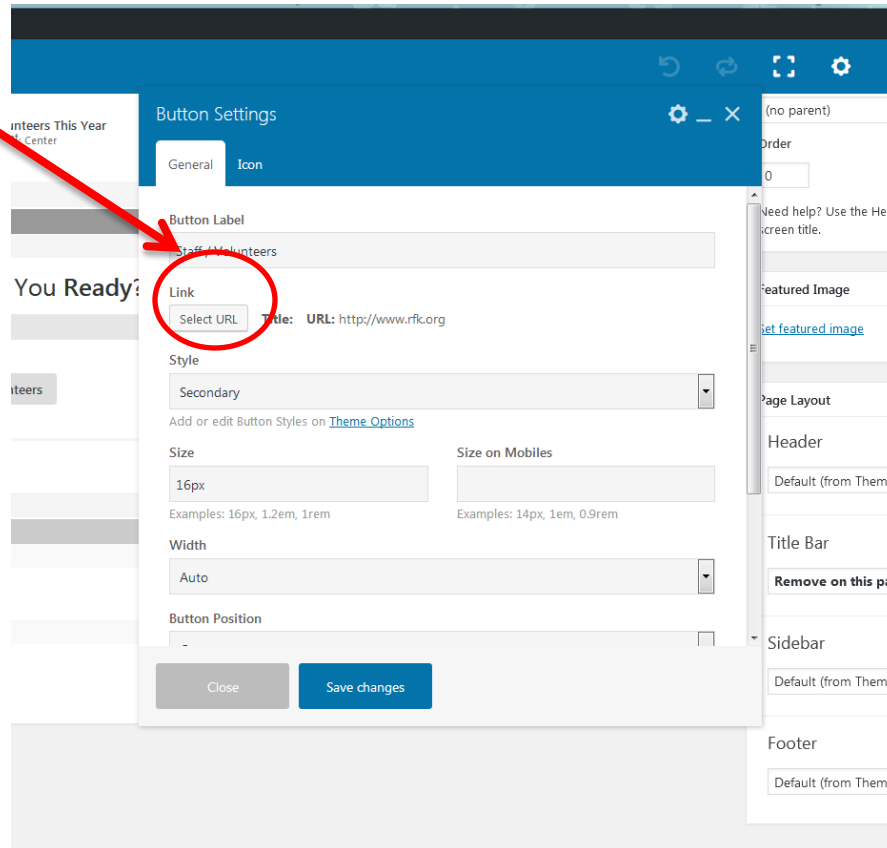 unteers This Year
Center
You Ready?
nteers
Button Settings
General Icon
Button Label
Staff / Volunteers
Link
Select URL Title: URL: http://www.rfk.org
Style
Secondary
Add or edit Button Styles on Theme Options
Size Size on Mobiles
16px
Examples: 16px, 1.2em, 1rem Examples: 14px, 1em, 0.9rem
Width
Auto
Button Position
Close Save changes
(no parent)
Order
0
Need help? Use the He
screen title.
Featured Image
Set featured image
Page Layout
Header
Default (from Them
Title Bar
Remove on this pa
Sidebar
Default (from Them
Footer
Default (from Them